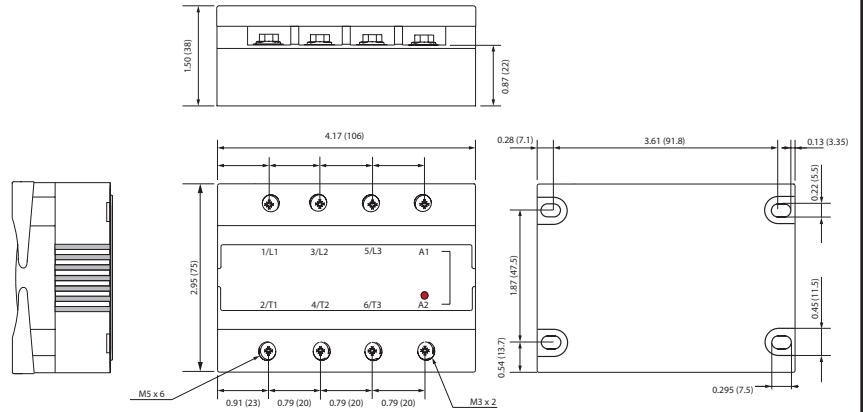 1.50 (38)
0.87 (22)
4.17 (106)
0.28 (7.1)
3.61 (91.8)
0.13 (3.35)
0.22 (5.5)
2.95 (75)
1/L1 3/L2 5/L3 A1
2/T1 4/T2 6/T3 A2
1.87 (47.5)
0.45 (11.5)
0.54 (13.7)
0.295 (7.5)
M5 x 6
0.91 (23) 0.79 (20) 0.79 (20) 0.79 (20)
M3 x 2